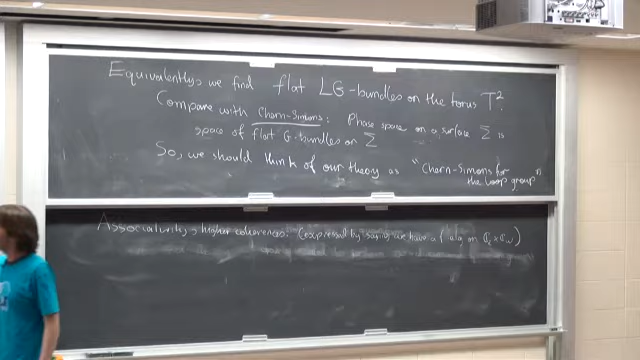 Equivalently, we find flat LG-bundles on the torus T².
Compare with Chern-Simons: Phase space on a surface Σ is
space of flat G-bundles on Σ
So, we should think of our theory as "Chern-Simons for
the loop group"
Associativity, higher coherences: (expressed by saying we have a f alg on ℂ × ℂ)